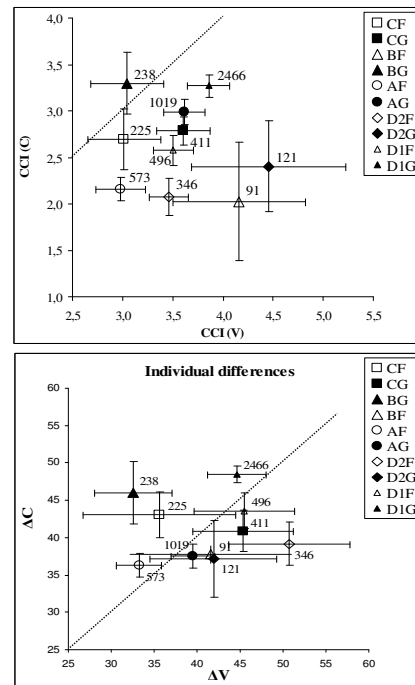 4,0
3,5
3,0
2,5
2,0
1,5
1,0
CCI (C)
238
2466
1019
225
411
496
573
346
121
91
2,5 3,0 3,5 4,0 4,5 5,0 5,5
CCI (V)
CF
CG
BF
BG
AF
AG
D2F
D2G
D1F
D1G
Individual differences
60
55
50
45
40
35
30
25
ΔC
2466
238
225
496
411
1019
91
346
573
121
25 30 35 40 45 50 55 60
ΔV
CF
CG
BG
BF
AF
AG
D2F
D2G
D1F
D1G